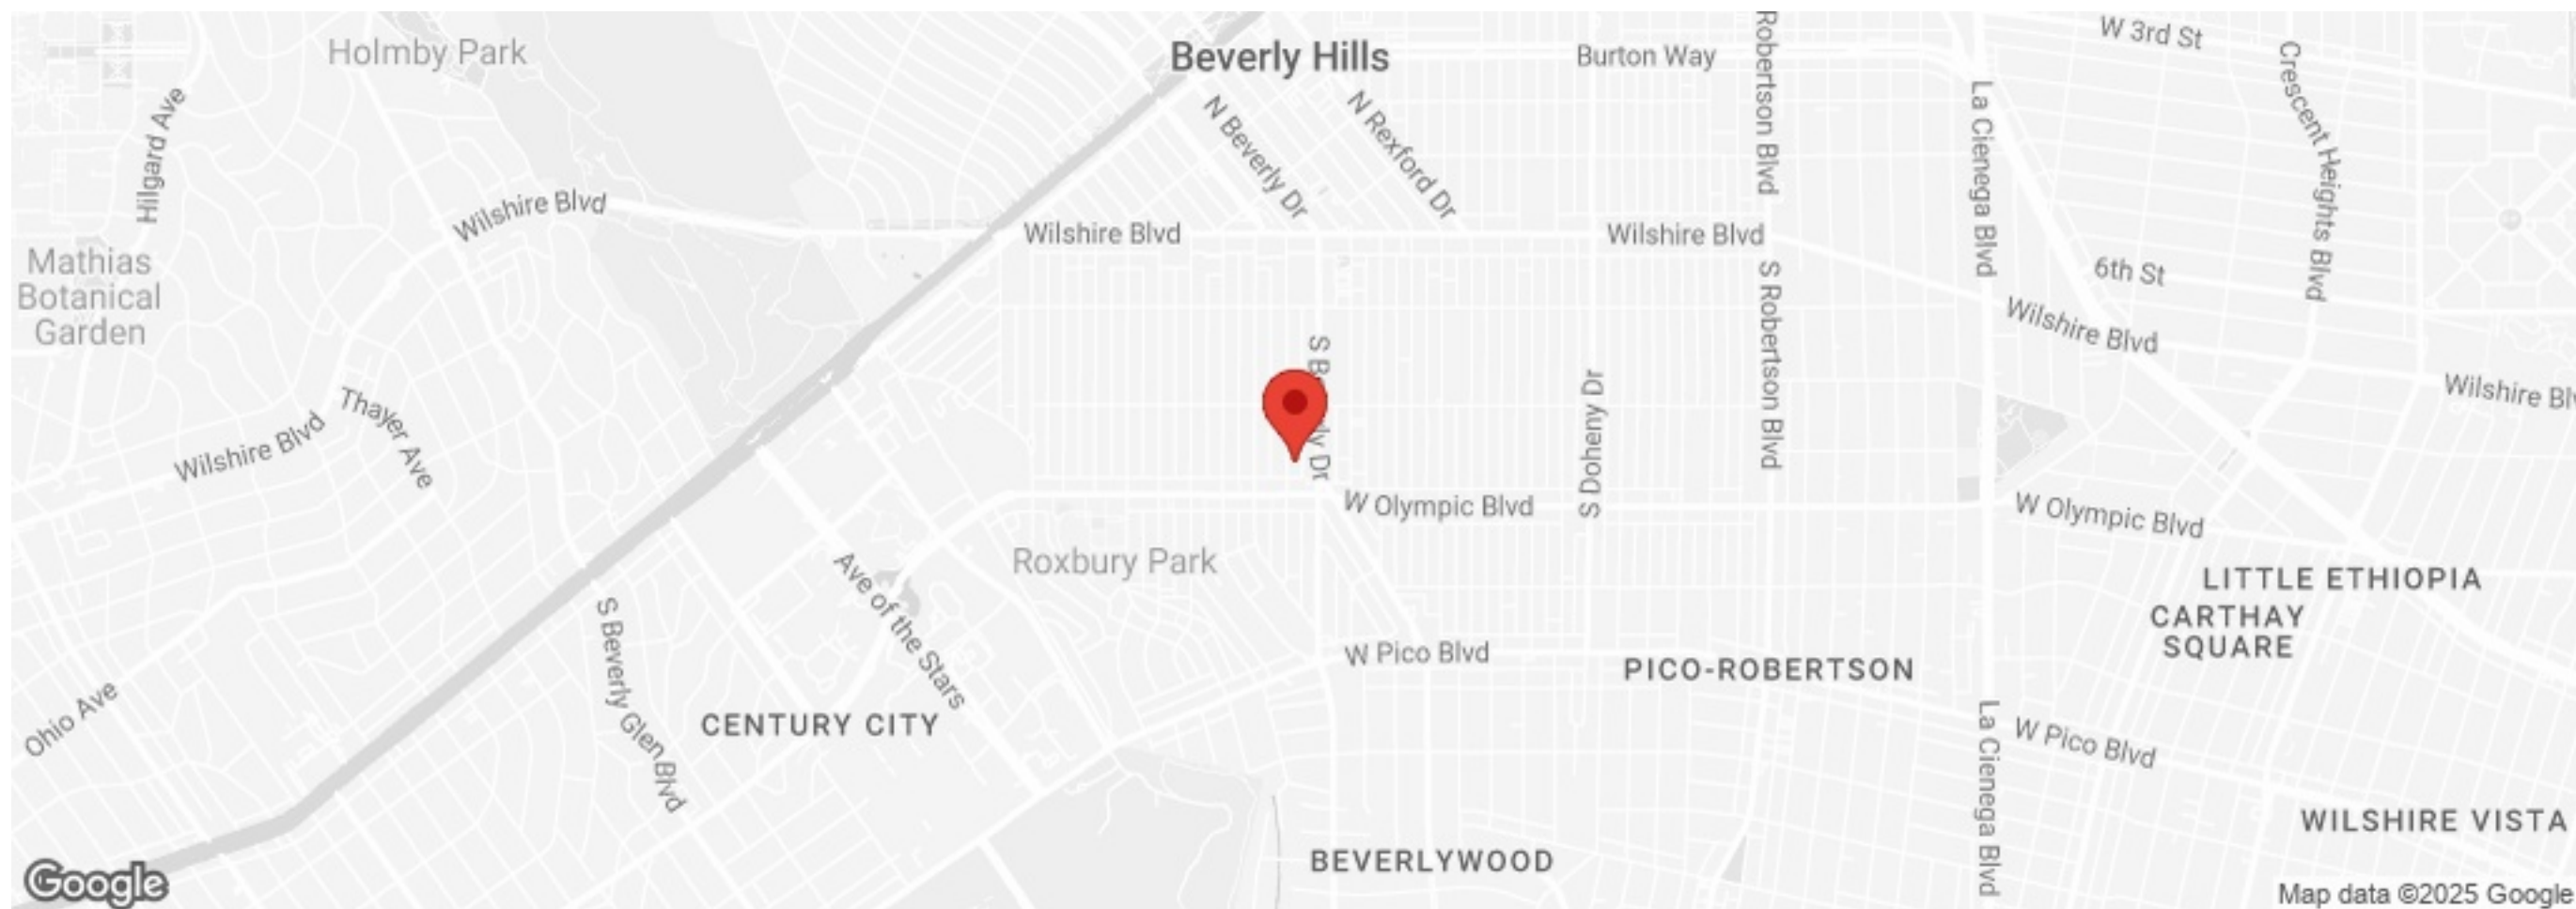 Holmby Park
Beverly Hills
Burton Way
Robertson Blvd
W 3rd St
Crescent Heights Blvd
Hilgard Ave
N Beverly Dr
N Rexford Dr
La Cienega Blvd
Wilshire Blvd
Wilshire Blvd
Wilshire Blvd
Mathias
Botanical
Garden
6th St
S Robertson Blvd
Wilshire Blvd
S Dr
Wilshire
Thayer Ave
Wilshire Blvd
S Doheny Dr
W Olympic Blvd
W Olympic Blvd
Roxbury Park
Ave of the Stars
LITTLE ETHIOPIA
CARTHAY
SQUARE
S Beverly Glen Blvd
W Pico Blvd
PICO-ROBERTSON
Ohio Ave
CENTURY CITY
La Cienega Blvd
W Pico Blvd
WILSHIRE VISTA
BEVERLYWOOD
Google
Map data ©2025 Google